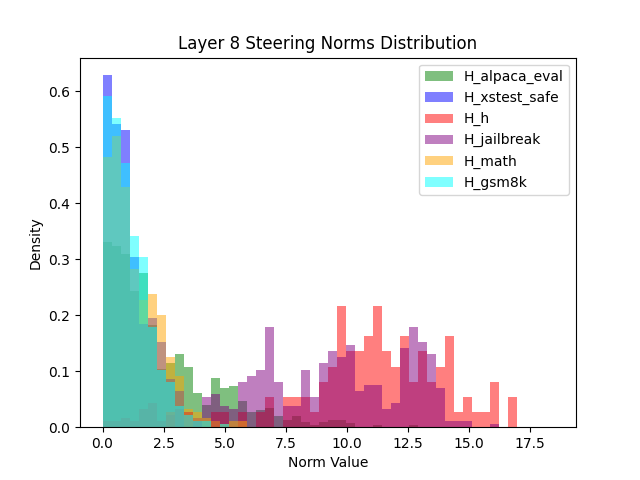 Layer 8 Steering Norms Distribution
H_alpaca_eval
H_xstest_safe
H_h
H_jailbreak
H_math
H_gsm8k
Density
0.6
0.5
0.4
0.3
0.2
0.1
0.0
0.0 2.5 5.0 7.5 10.0 12.5 15.0 17.5
Norm Value